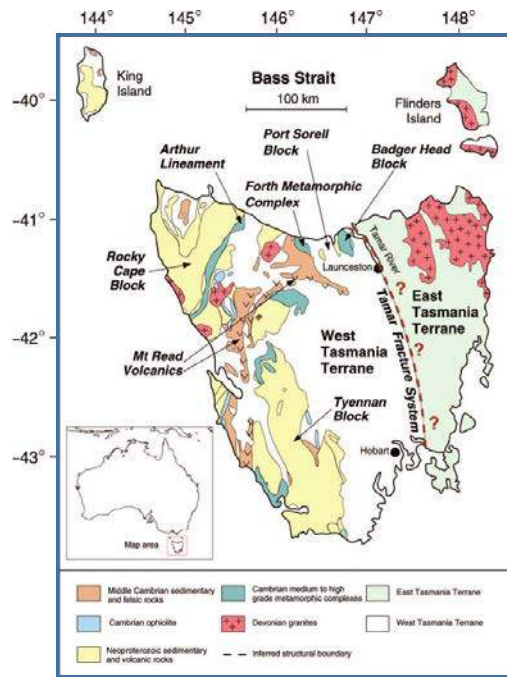 144° 145° 146° 147° 148°
-40°
-41°
-42°
-43°
King
Island
Bass Strait
100 km
Flinders
Island
Port Sorell
Block
Arthur
Lineament
Badger Head
Block
Forth Metamorphic
Complex
Tamar River
Rocky
Cape
Block
Launceston
East
Tasmania
Terrane
?
Mt Read
Volcanics
West
Tasmania
Terrane
Tamar Fracture System
?
Tyennan
Block
?
Hobart
Map area
Middle Cambrian sedimentary
and felsic rocks
Cambrian medium to high
grade metamorphic complexes
East Tasmania Terrane
Cambrian ophiolite
Devonian granites
West Tasmania Terrane
Neoproterozoic sedimentary
and volcanic rocks
Inferred structural boundary